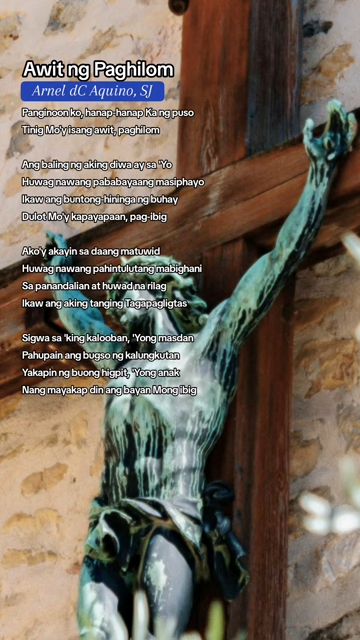 Awit ng Paghilom
Arnel dC Aquino, SJ
Panginoon ko, hanap-hanap Ka ng puso
Tinig Mo'y isang awit, paghilom
Ang baling ng aking diwa ay sa 'Yo
Huwag nawang pababayaang masiphayo
Ikaw ang buntong-hininga ng buhay
Dulot Mo'y kapayapaan, pag-ibig
Ako'y akayin sa daang matuwid
Huwag nawang pahintulutang mabighani
Sa panandalian at huwad na rilag
Ikaw ang aking tanging Tagapagligtas
Sigwa sa 'king kalooban, 'Yong masdan
Pahupain ang bugso ng kalungkutan
Yakapin ng buong higpit, 'Yong anak
Nang mayakap din ang bayan Mong ibig